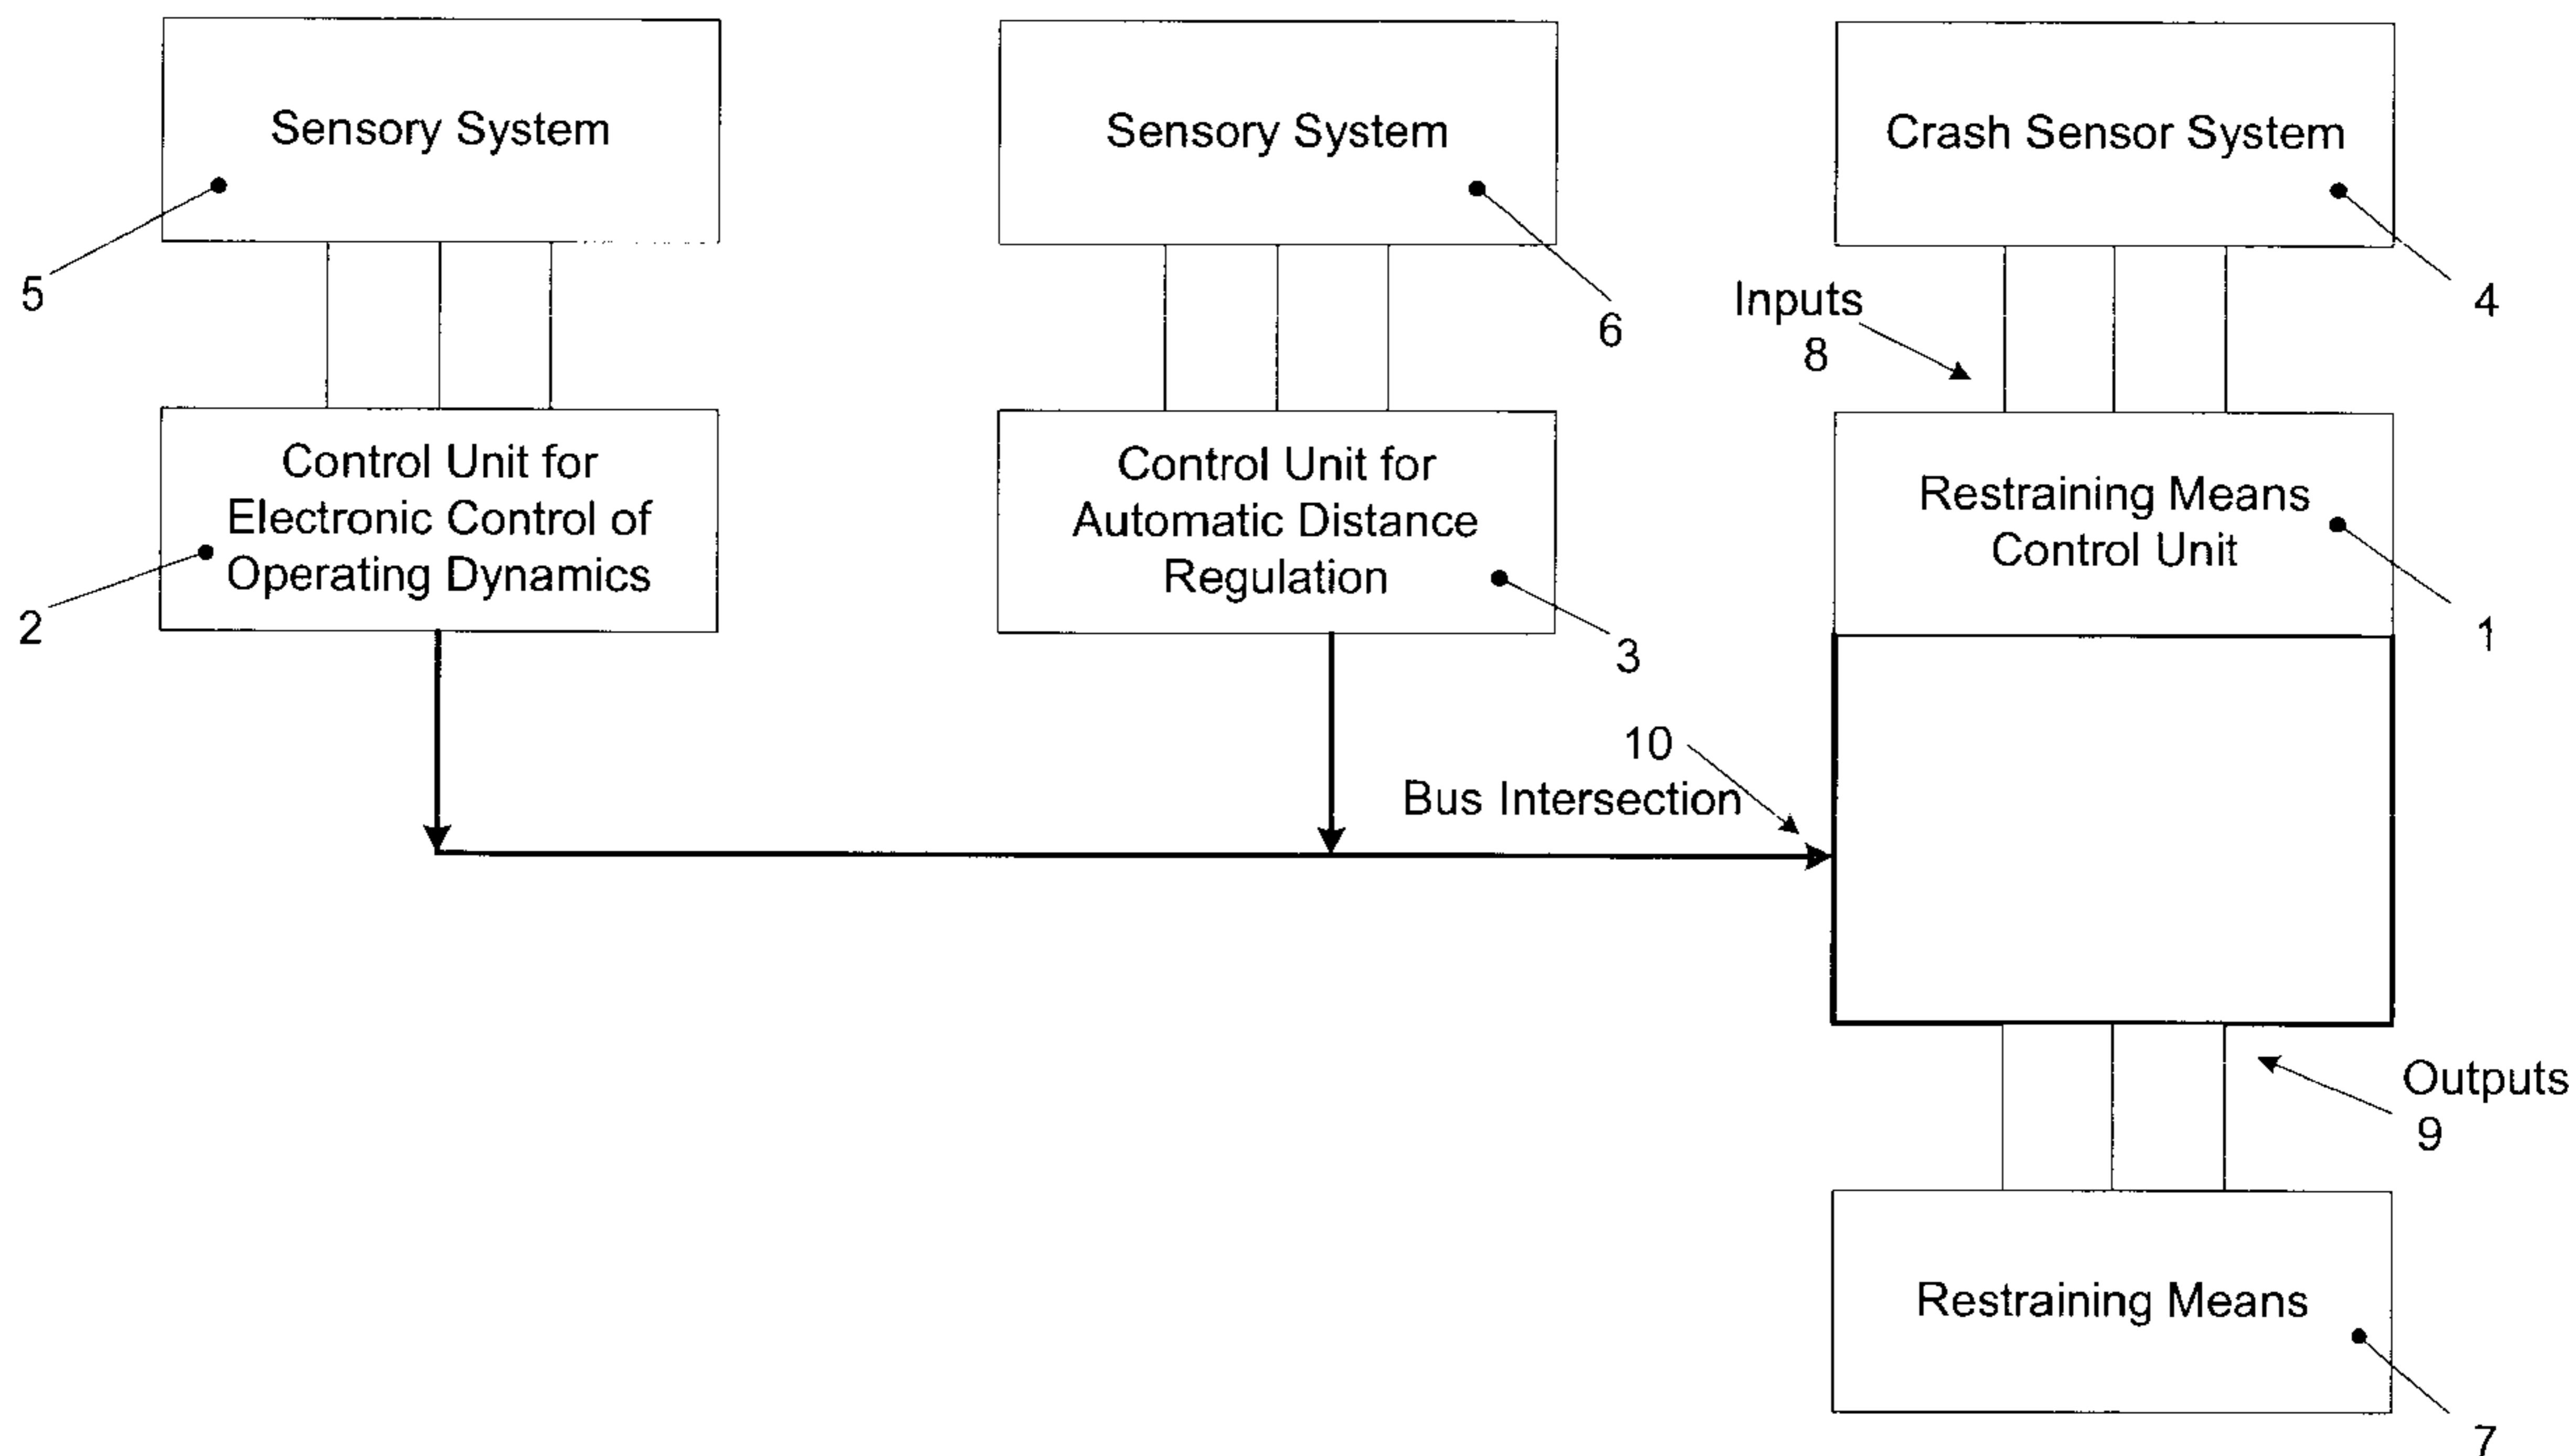 Sensory System
5
Sensory System
6
Crash Sensor System
4
Inputs
8
Control Unit for
Electronic Control of
Operating Dynamics
2
Control Unit for
Automatic Distance
Regulation
3
Restraining Means
Control Unit
1
10
Bus Intersection
Outputs
9
Restraining Means
7